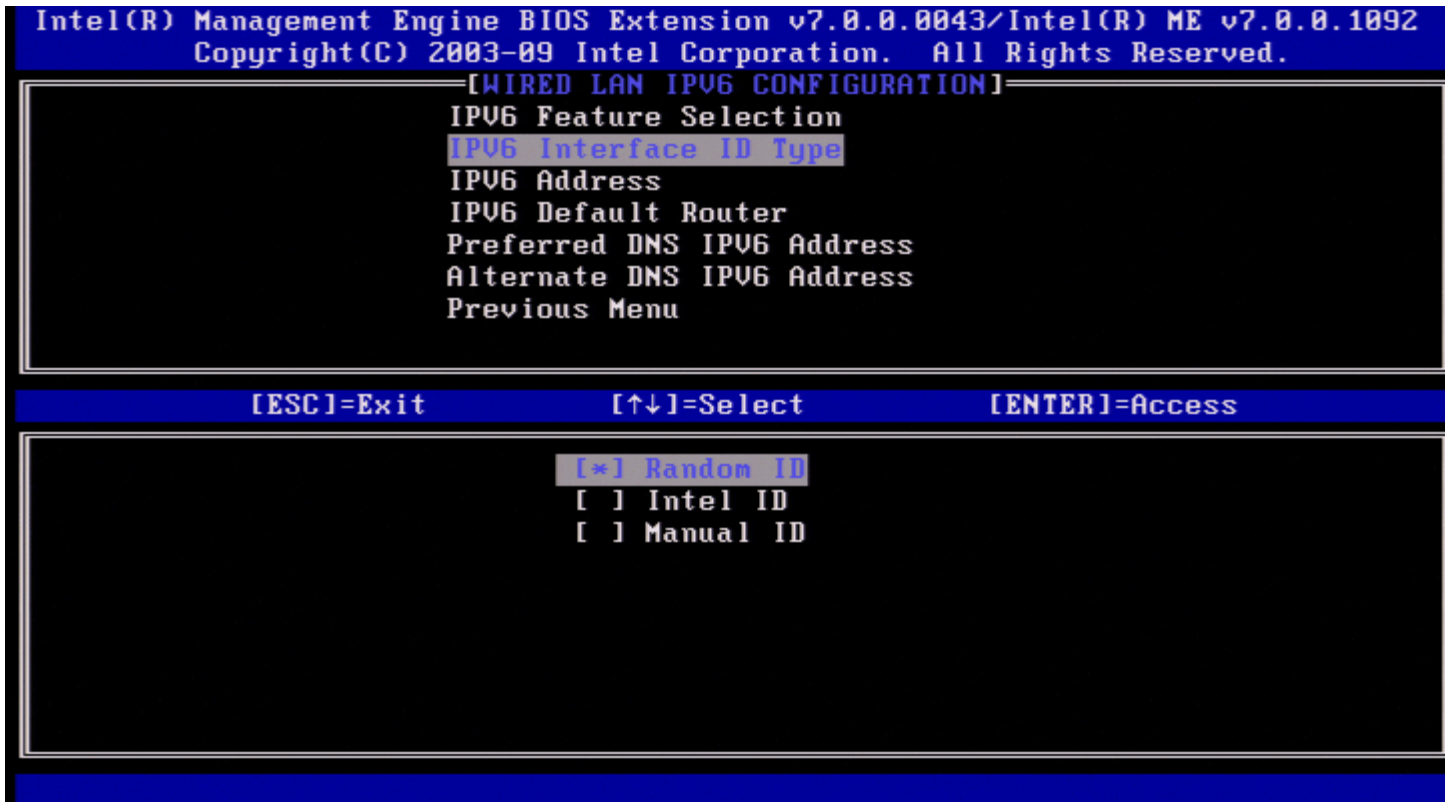 Intel(R) Management Engine BIOS Extension v7.0.0.0043/Intel(R) ME v7.0.0.1092
Copyright(C) 2003-09 Intel Corporation. All Rights Reserved.
[WIRED LAN IPV6 CONFIGURATION]
IPV6 Feature Selection
IPV6 Interface ID Type
IPV6 Address
IPV6 Default Router
Preferred DNS IPV6 Address
Alternate DNS IPV6 Address
Previous Menu
[ESC]=Exit [↑↓]=Select [ENTER]=Access
[*] Random ID
[ ] Intel ID
[ ] Manual ID